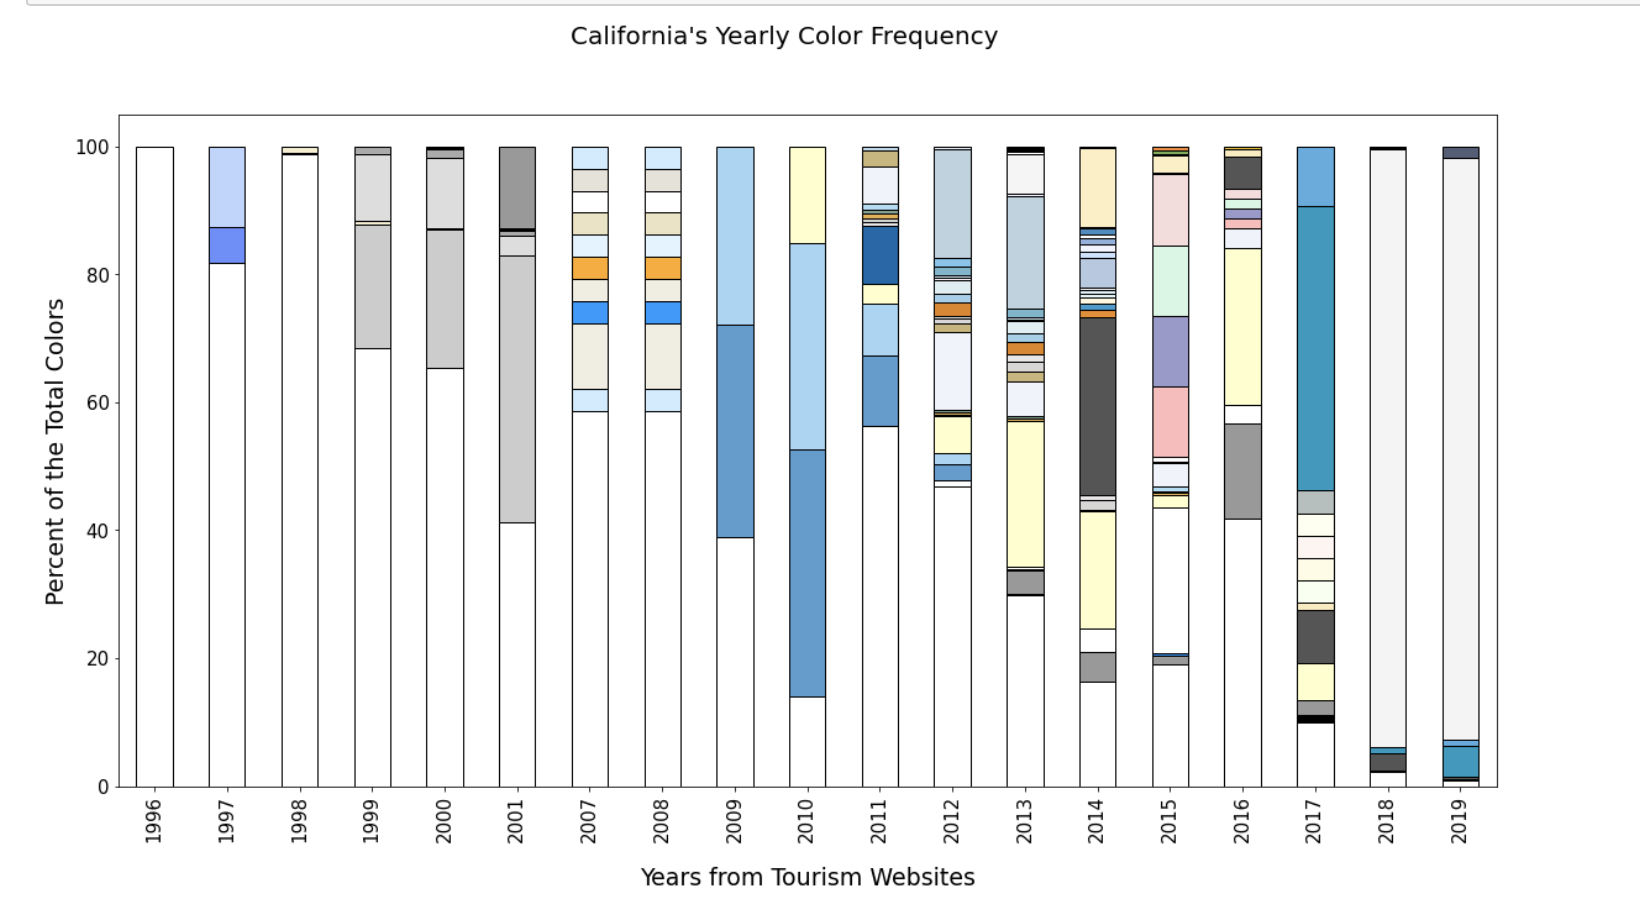 California's Yearly Color Frequency
Percent of the Total Colors
100
80
60
40
20
0
1996 1997 1998 1999 2000 2001 2007 2008 2009 2010 2011 2012 2013 2014 2015 2016 2017 2018 2019
Years from Tourism Websites